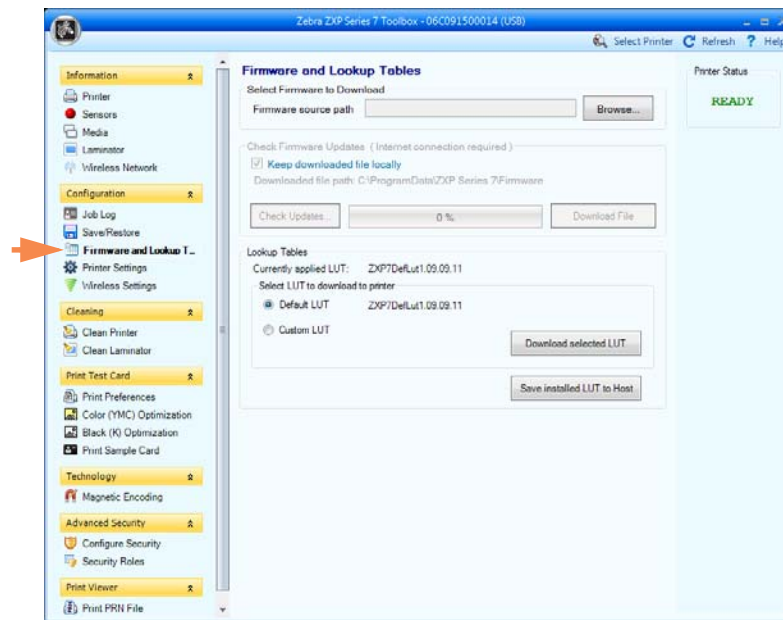 Zebra ZXP Series 7 Toolbox - 06C091500014 (USB)
Select Printer Refresh ? Help
Information
Printer
Sensors
Media
Laminator
Wireless Network
Configuration
Job Log
Save/Restore
Firmware and Lookup T...
Printer Settings
Wireless Settings
Cleaning
Clean Printer
Clean Laminator
Print Test Card
Print Preferences
Color (YMC) Optimization
Black (K) Optimization
Print Sample Card
Technology
Magnetic Encoding
Advanced Security
Configure Security
Security Roles
Print Viewer
Print PRN File
Firmware and Lookup Tables
Select Firmware to Download
Firmware source path
Browse...
Check Firmware Updates (Internet connection required)
Keep downloaded file locally
Downloaded file path: C:\ProgramData\ZXP Series 7\Firmware
Check Updates...
0 %
Download File
Lookup Tables
Currently applied LUT: ZXP7DefLut1.09.09.11
Select LUT to download to printer
Default LUT ZXP7DefLut1.09.09.11
Custom LUT
Download selected LUT
Save installed LUT to Host
Printer Status
READY